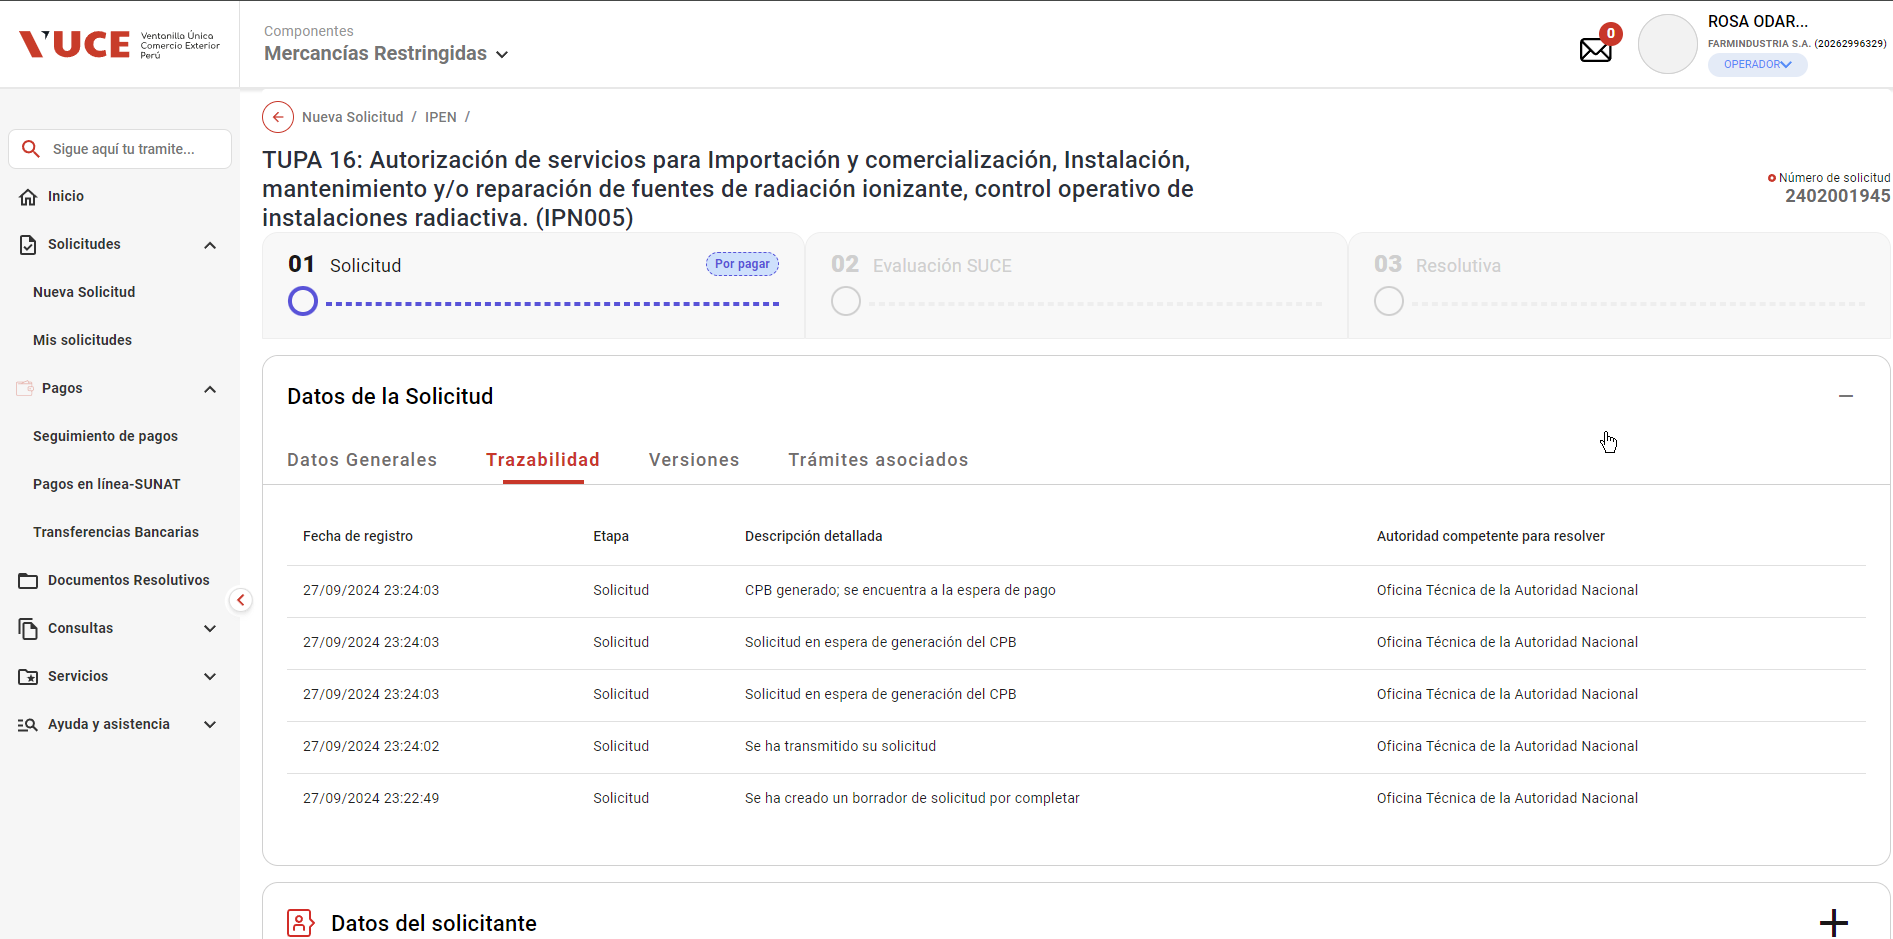 VUCE
Ventanilla Única
Comercio Exterior
Perú
Componentes
Mercancías Restringidas
0
ROSA ODAR...
FARMINDUSTRIA S.A. (20262996329)
OPERADOR
Sigue aquí tu tramite...
Inicio
Solicitudes
Nueva Solicitud
Mis solicitudes
Pagos
Seguimiento de pagos
Pagos en línea-SUNAT
Transferencias Bancarias
Documentos Resolutivos
Consultas
Servicios
Ayuda y asistencia
Nueva Solicitud / IPEN /
TUPA 16: Autorización de servicios para Importación y comercialización, Instalación,
mantenimiento y/o reparación de fuentes de radiación ionizante, control operativo de
instalaciones radiactiva. (IPN005)
Número de solicitud
2402001945
01 Solicitud Por pagar
02 Evaluación SUCE
03 Resolutiva
Datos de la Solicitud
Datos Generales Trazabilidad Versiones Trámites asociados
Fecha de registro Etapa Descripción detallada Autoridad competente para resolver
27/09/2024 23:24:03 Solicitud CPB generado; se encuentra a la espera de pago Oficina Técnica de la Autoridad Nacional
27/09/2024 23:24:03 Solicitud Solicitud en espera de generación del CPB Oficina Técnica de la Autoridad Nacional
27/09/2024 23:24:03 Solicitud Solicitud en espera de generación del CPB Oficina Técnica de la Autoridad Nacional
27/09/2024 23:24:02 Solicitud Se ha transmitido su solicitud Oficina Técnica de la Autoridad Nacional
27/09/2024 23:22:49 Solicitud Se ha creado un borrador de solicitud por completar Oficina Técnica de la Autoridad Nacional
Datos del solicitante